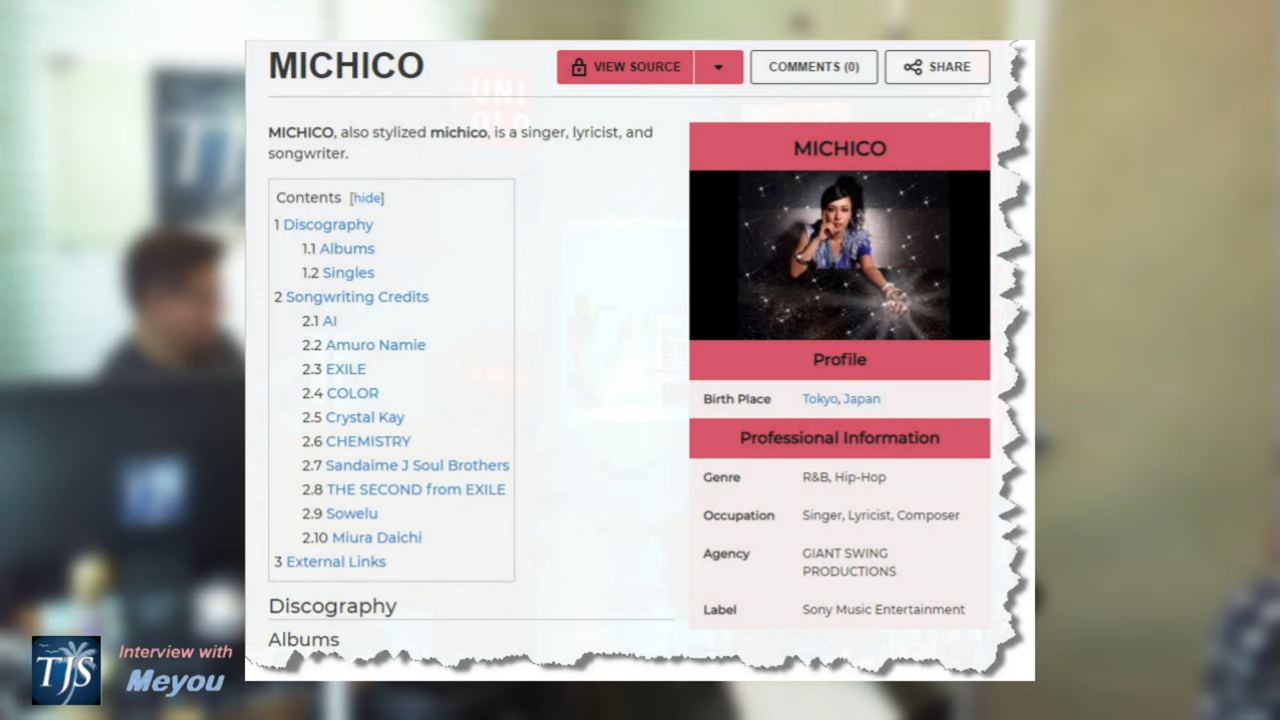 MICHICO
VIEW SOURCE
COMMENTS (0)
SHARE
MICHICO, also stylized michico, is a singer, lyricist, and
songwriter.
Contents [hide]
1 Discography
1.1 Albums
1.2 Singles
2 Songwriting Credits
2.1 AI
2.2 Amuro Namie
2.3 EXILE
2.4 COLOR
2.5 Crystal Kay
2.6 CHEMISTRY
2.7 Sandaime J Soul Brothers
2.8 THE SECOND from EXILE
2.9 Sowelu
2.10 Miura Daichi
3 External Links
Discography
Albums
MICHICO
Profile
Birth Place Tokyo, Japan
Professional Information
Genre R&B, Hip-Hop
Occupation Singer, Lyricist, Composer
Agency GIANT SWING
PRODUCTIONS
Label Sony Music Entertainment
UNI
QLO
TJS
Interview with
Meyou